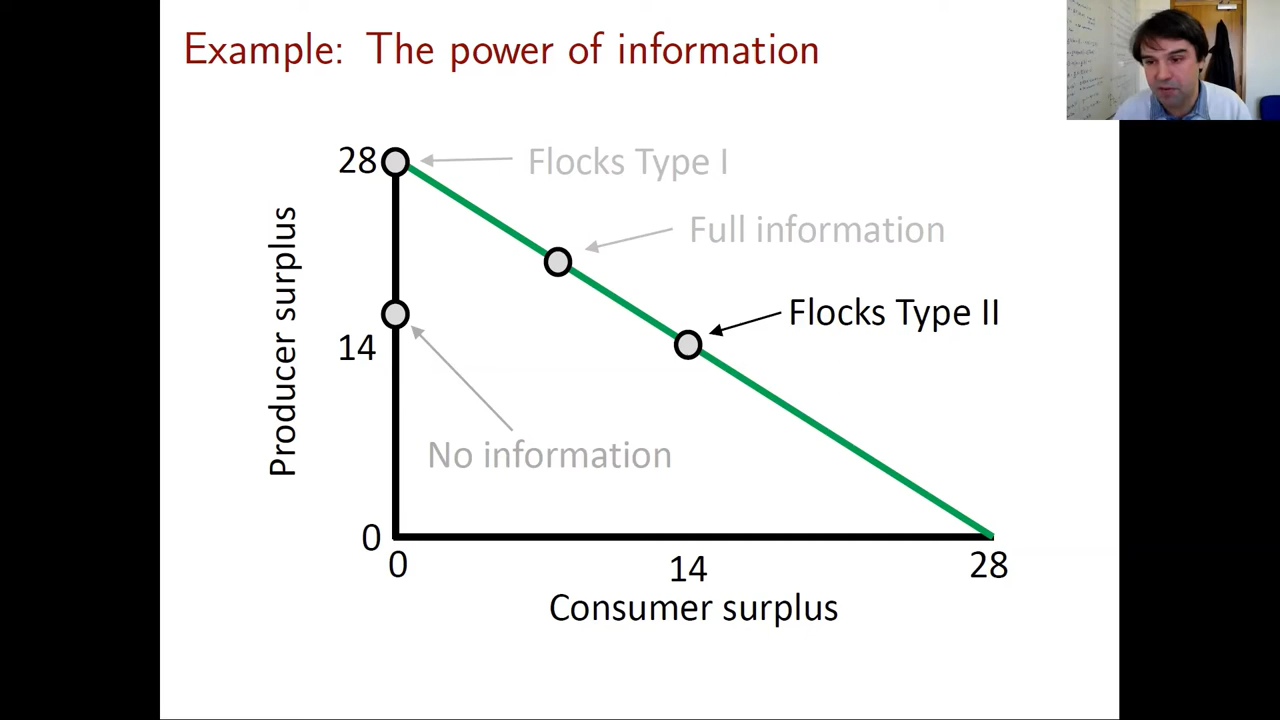 Example: The power of information
28
Flocks Type I
Full information
Producer surplus
Flocks Type II
14
No information
0
0
14
28
Consumer surplus